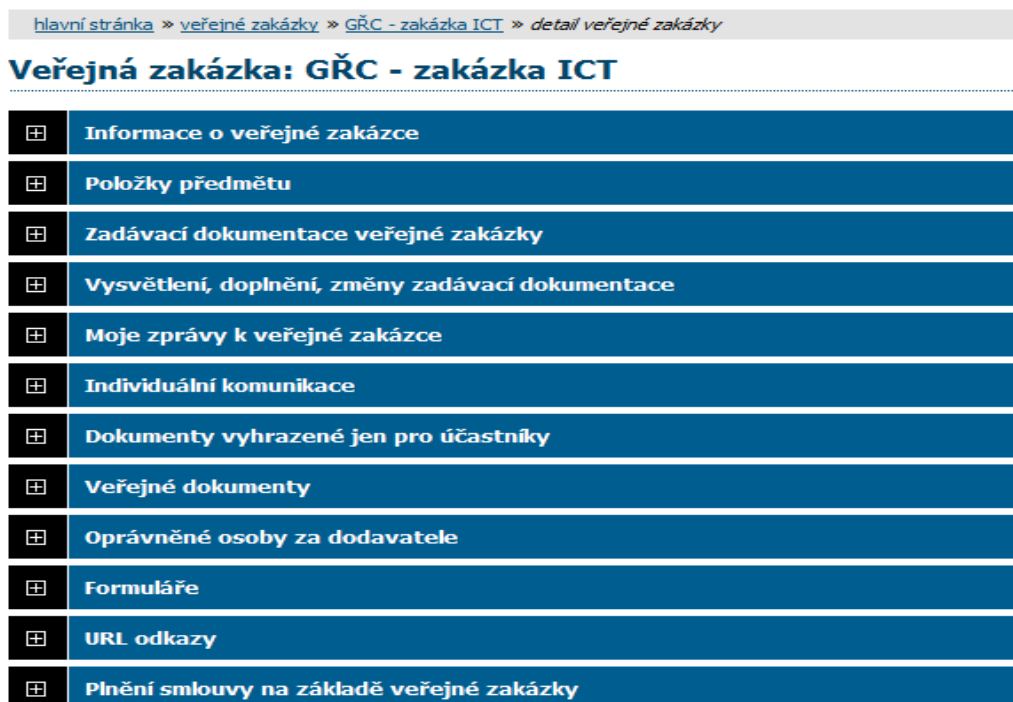 hlavní stránka » veřejné zakázky » GŘC - zakázka ICT » detail veřejné zakázky
Veřejná zakázka: GŘC - zakázka ICT
Informace o veřejné zakázce
Položky předmětu
Zadávací dokumentace veřejné zakázky
Vysvětlení, doplnění, změny zadávací dokumentace
Moje zprávy k veřejné zakázce
Individuální komunikace
Dokumenty vyhrazené jen pro účastníky
Veřejné dokumenty
Oprávněné osoby za dodavatele
Formuláře
URL odkazy
Plnění smlouvy na základě veřejné zakázky